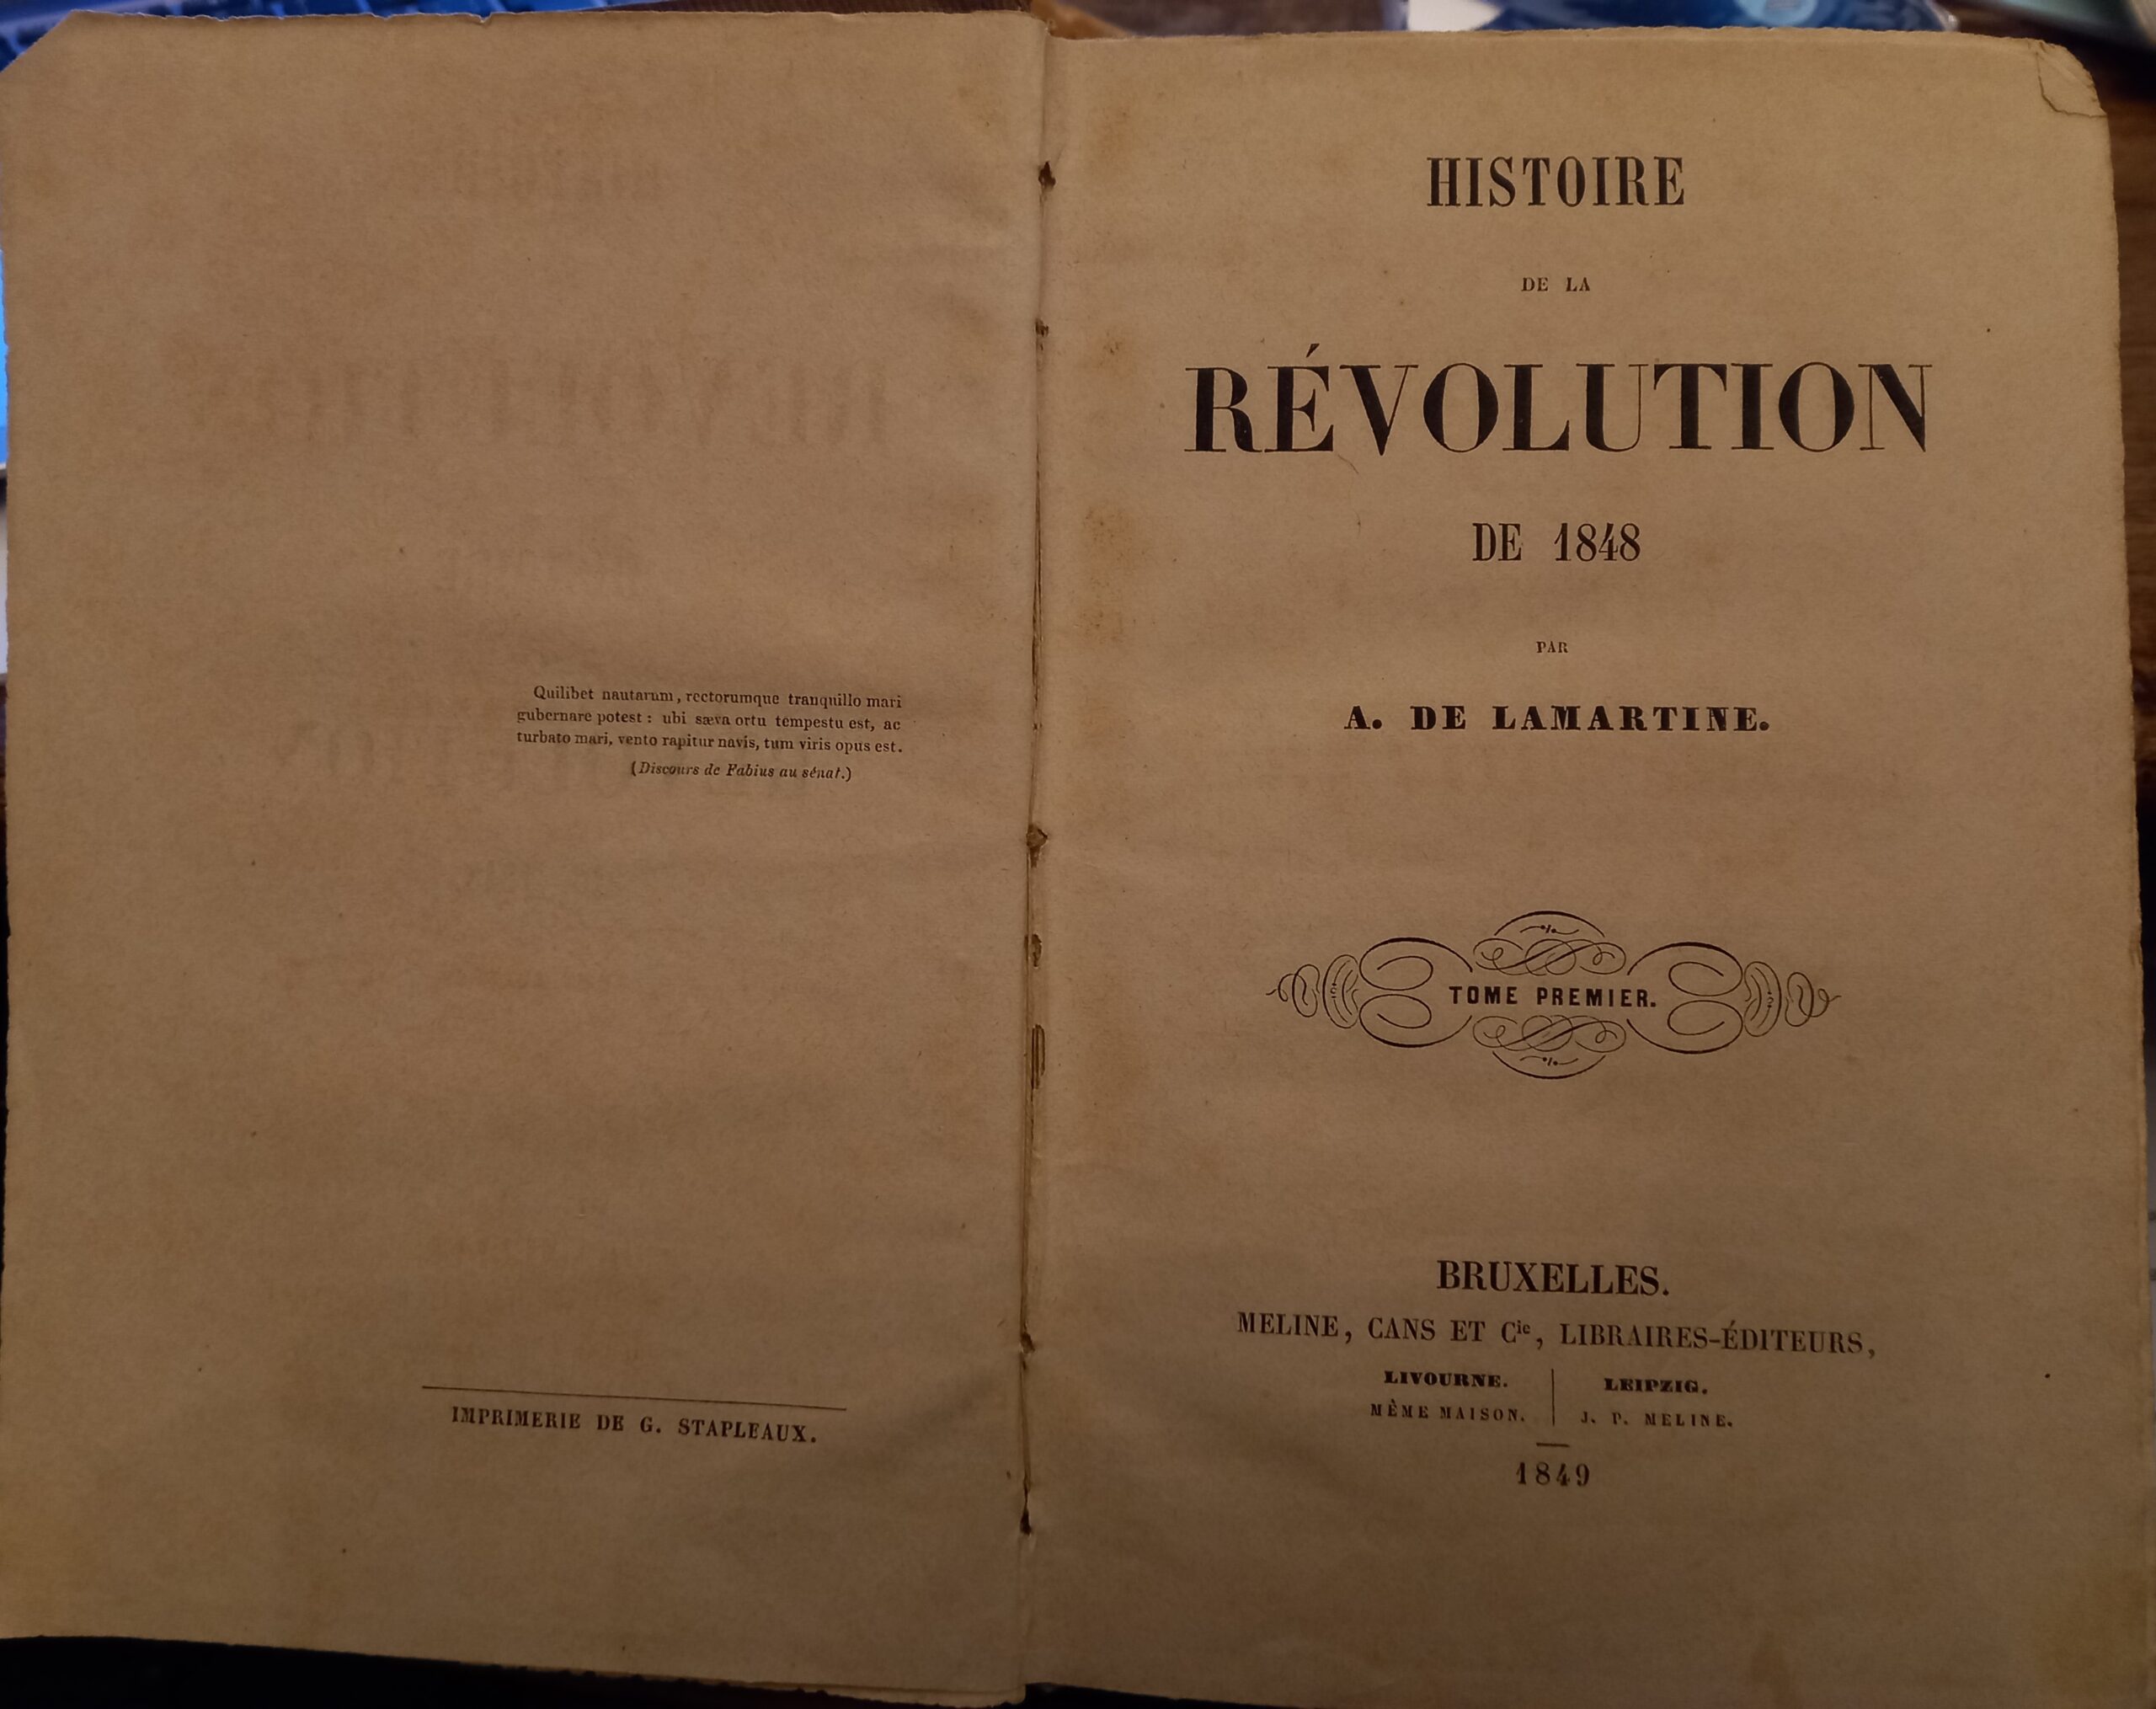 Quilibet nautarum, rectorumque tranquillo mari
gubernare potest : ubi sæva ortu tempestu est, ac
turbato mari, vento rapitur navis, tum viris opus est.
(Discours de Fabius au sénat.)
IMPRIMERIE DE G. STAPLEAUX.
HISTOIRE
DE LA
RÉVOLUTION
DE 1848
PAR
A. DE LAMARTINE.
TOME PREMIER.
BRUXELLES.
MELINE, CANS ET Cie, LIBRAIRES-ÉDITEURS,
LIVOURNE.
MÊME MAISON.
LEIPZIG.
J. P. MELINE.
1849